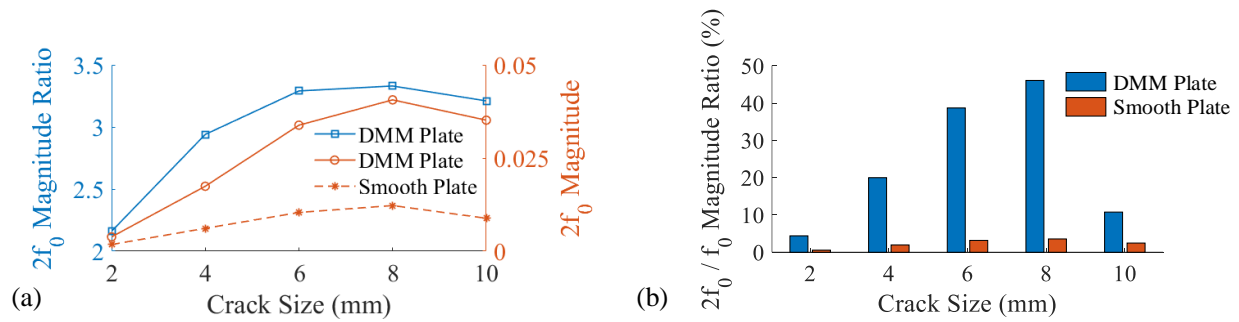 2f0 Magnitude Ratio
3.5
3
2.5
2
2 4 6 8 10
Crack Size (mm)
0.05
0.025
0
2f0 Magnitude
DMM Plate
DMM Plate
Smooth Plate
(a)
2f0 / f0 Magnitude Ratio (%)
50
40
30
20
10
0
2 4 6 8 10
Crack Size (mm)
DMM Plate
Smooth Plate
(b)